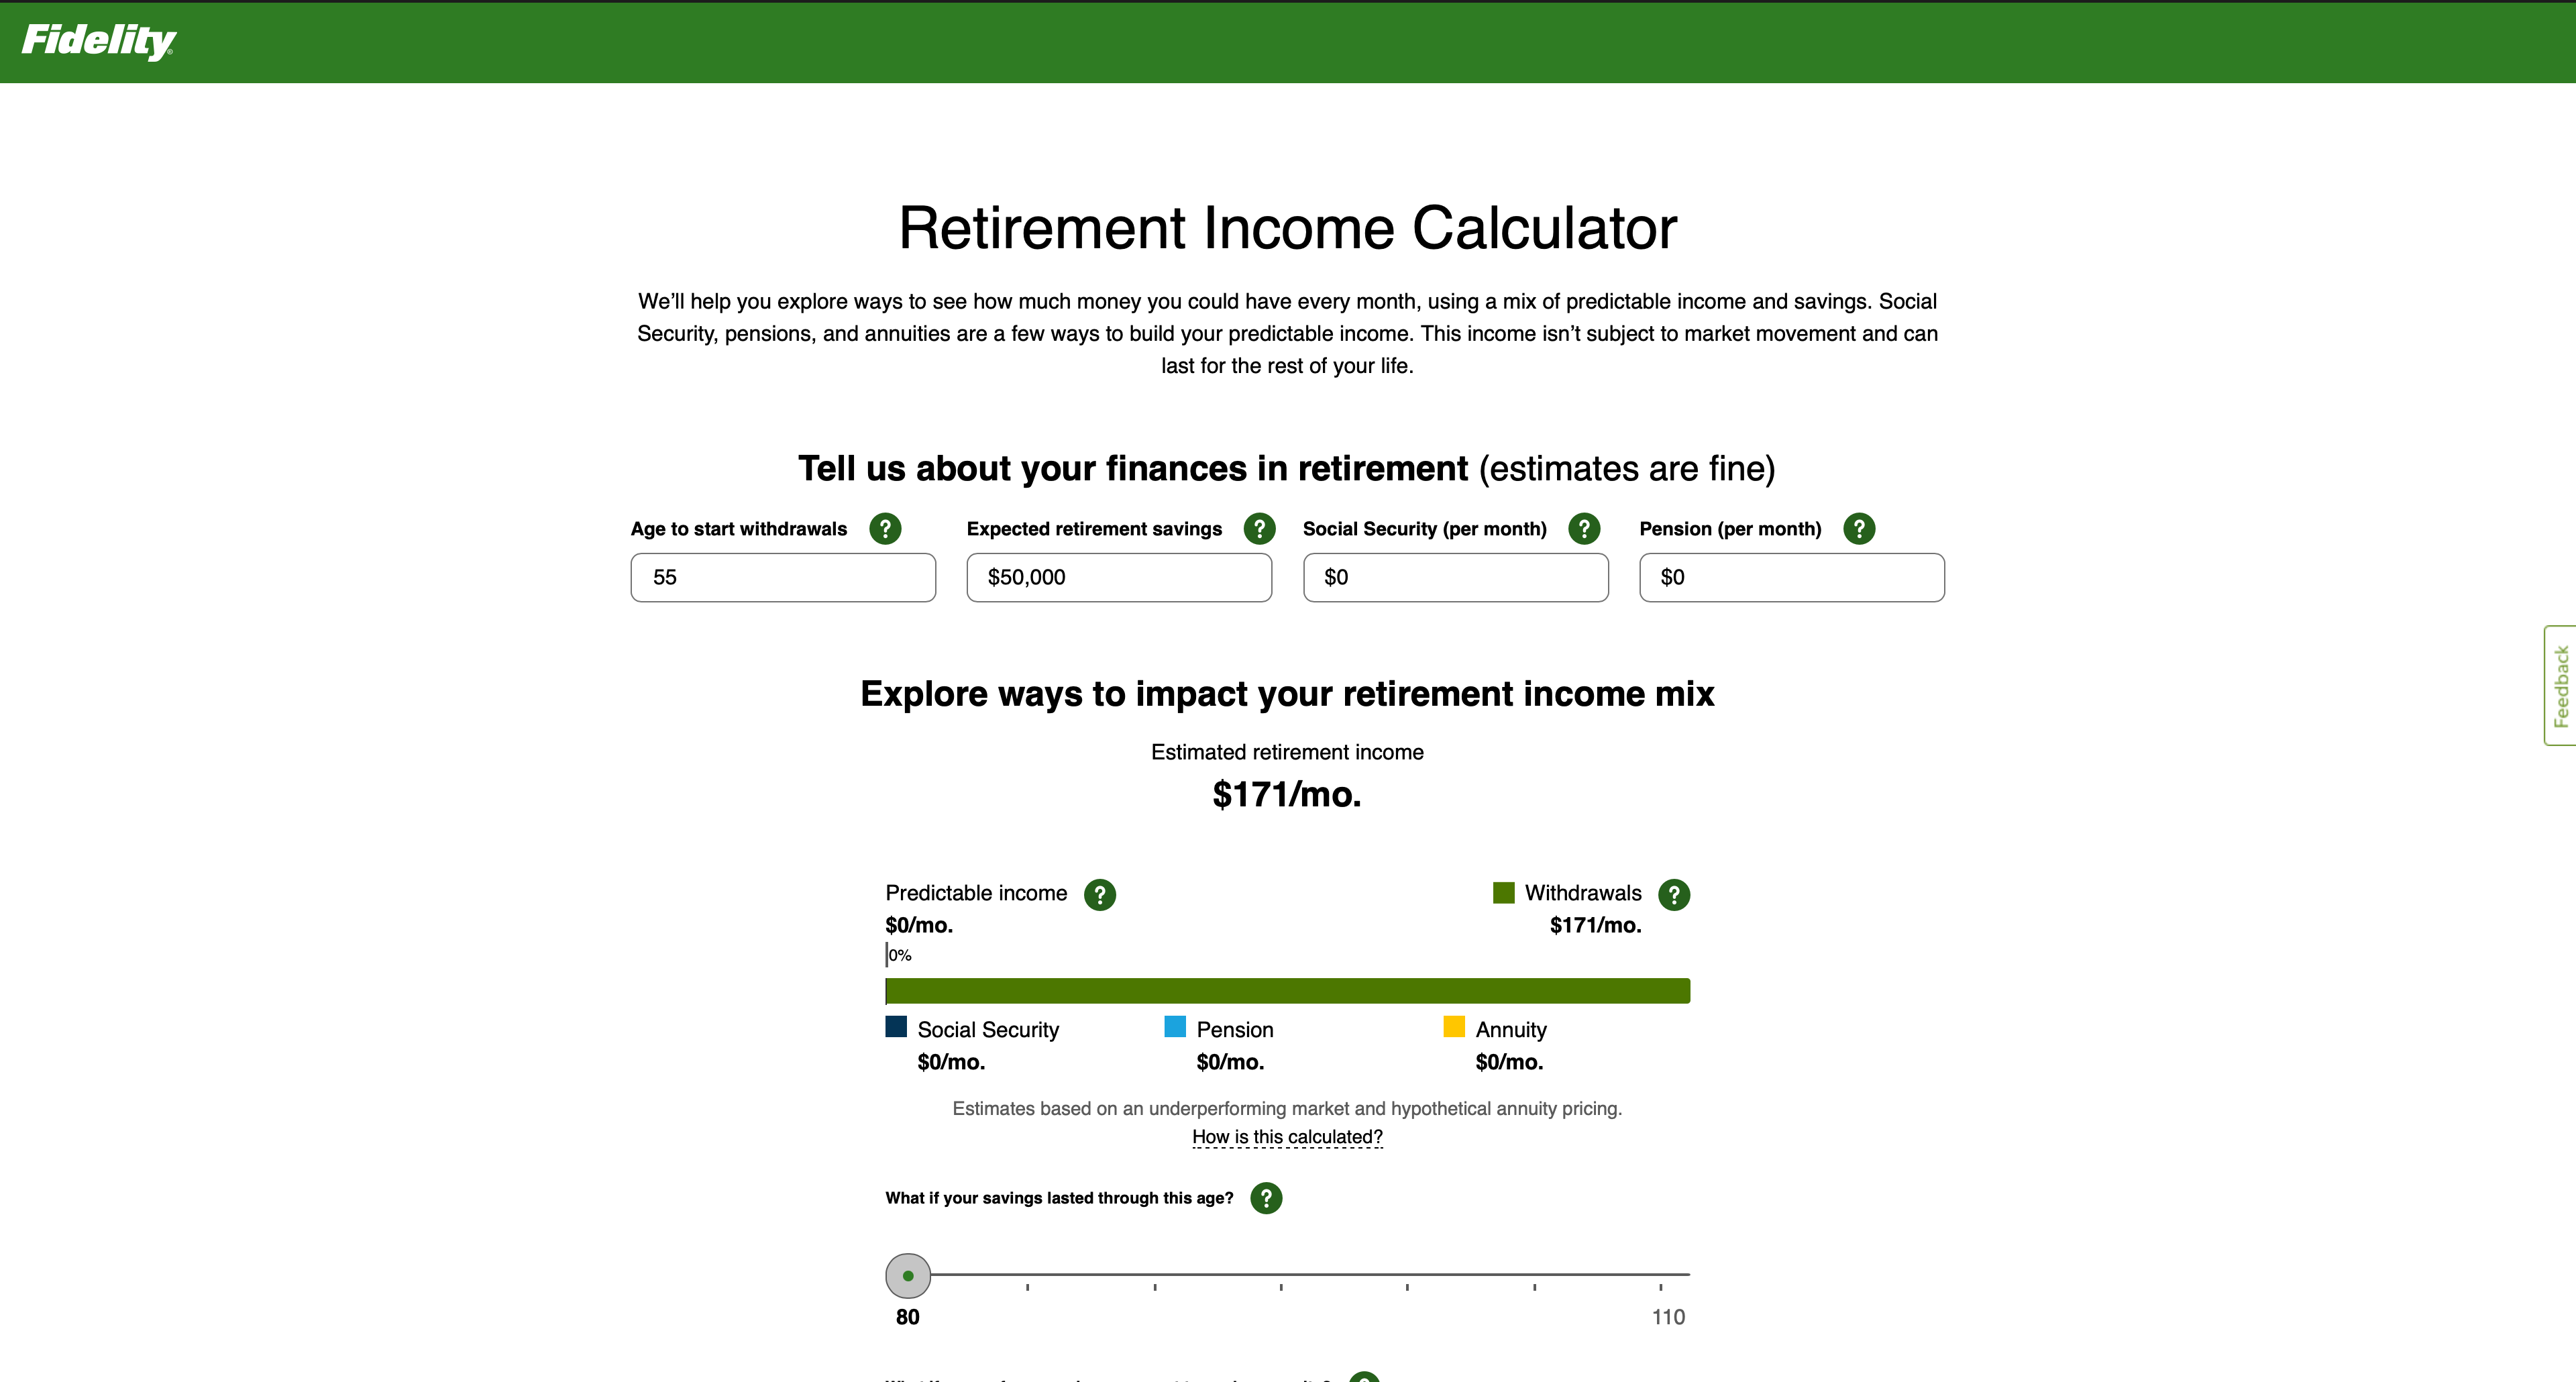 Fidelity®
Retirement Income Calculator
We’ll help you explore ways to see how much money you could have every month, using a mix of predictable income and savings. Social
Security, pensions, and annuities are a few ways to build your predictable income. This income isn’t subject to market movement and can
last for the rest of your life.
Tell us about your finances in retirement (estimates are fine)
Age to start withdrawals ? Expected retirement savings ? Social Security (per month) ? Pension (per month) ?
55 $50,000 $0 $0
Feedback
Explore ways to impact your retirement income mix
Estimated retirement income
$171/mo.
Predictable income ? Withdrawals ?
$0/mo. $171/mo.
0%
Social Security Pension Annuity
$0/mo. $0/mo. $0/mo.
Estimates based on an underperforming market and hypothetical annuity pricing.
How is this calculated?
What if your savings lasted through this age? ?
80 110